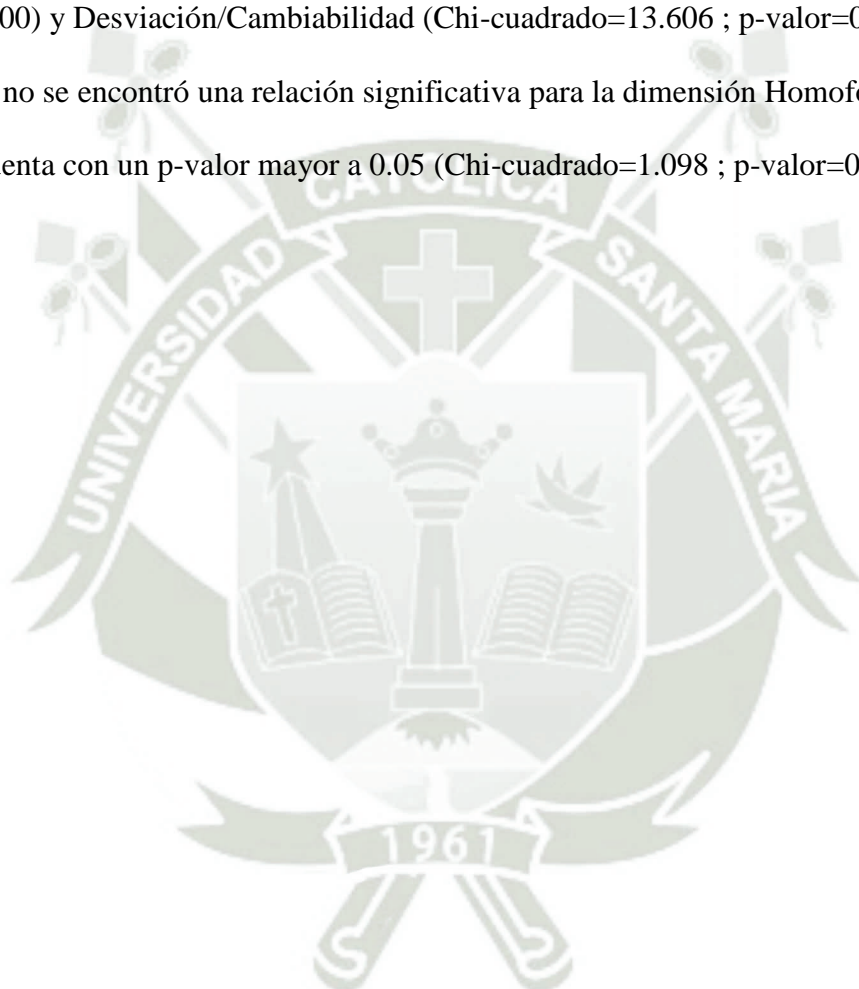 00) y Desviación/Cambiabilidad (Chi-cuadrado=13.606 ; p-valor=0
no se encontró una relación significativa para la dimensión Homofo
enta con un p-valor mayor a 0.05 (Chi-cuadrado=1.098 ; p-valor=0
UNIVERSIDAD CATOLICA SANTA MARIA
1961